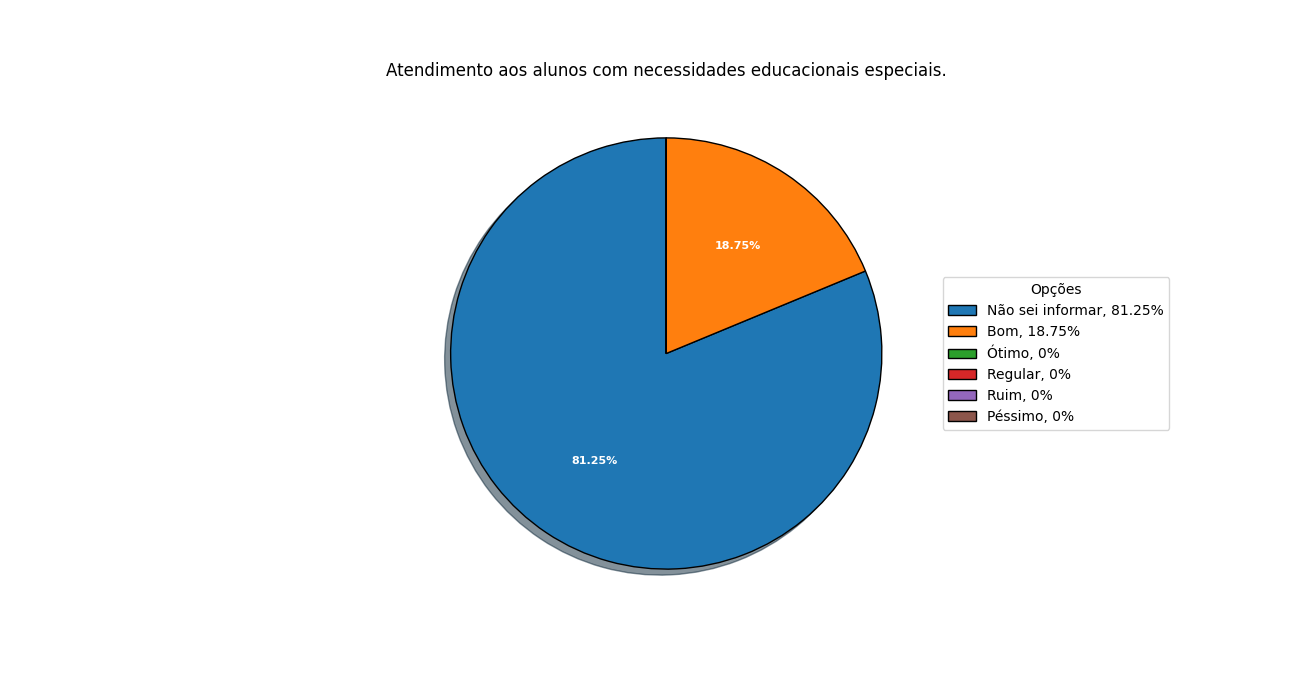 Atendimento aos alunos com necessidades educacionais especiais.
18.75%
81.25%
Opções
Não sei informar, 81.25%
Bom, 18.75%
Ótimo, 0%
Regular, 0%
Ruim, 0%
Péssimo, 0%